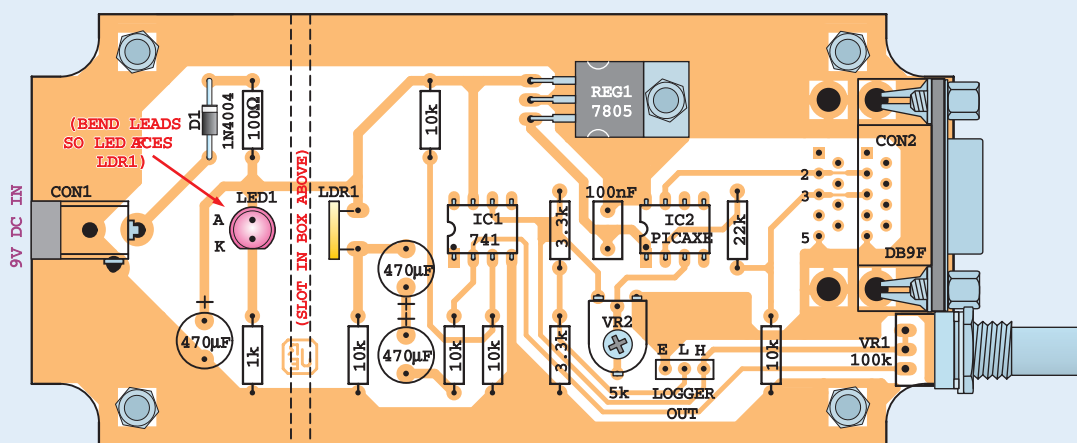 REG1
7805
D1
1N4004
100Ω
10k
(BEND LEADS
SO LED ACES
LDR1)
CON1
LED1
LDR1
A
K
9V DC IN
(SLOT IN BOX ABOVE)
IC1
741
3.3k
100nF
IC2
PICAXE
22k
CON2
2
3
5
DB9F
470µF
+
470µF
1k
10k
+
+
470µF
10k
10k
3.3k
VR2
5k
E L H
LOGGER
OUT
10k
VR1
100k